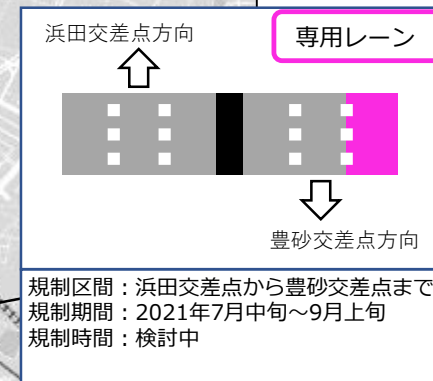 浜田交差点方向
専用レーン
豊砂交差点方向
規制区間：浜田交差点から豊砂交差点まで
規制期間：2021年7月中旬～9月上旬
規制時間：検討中